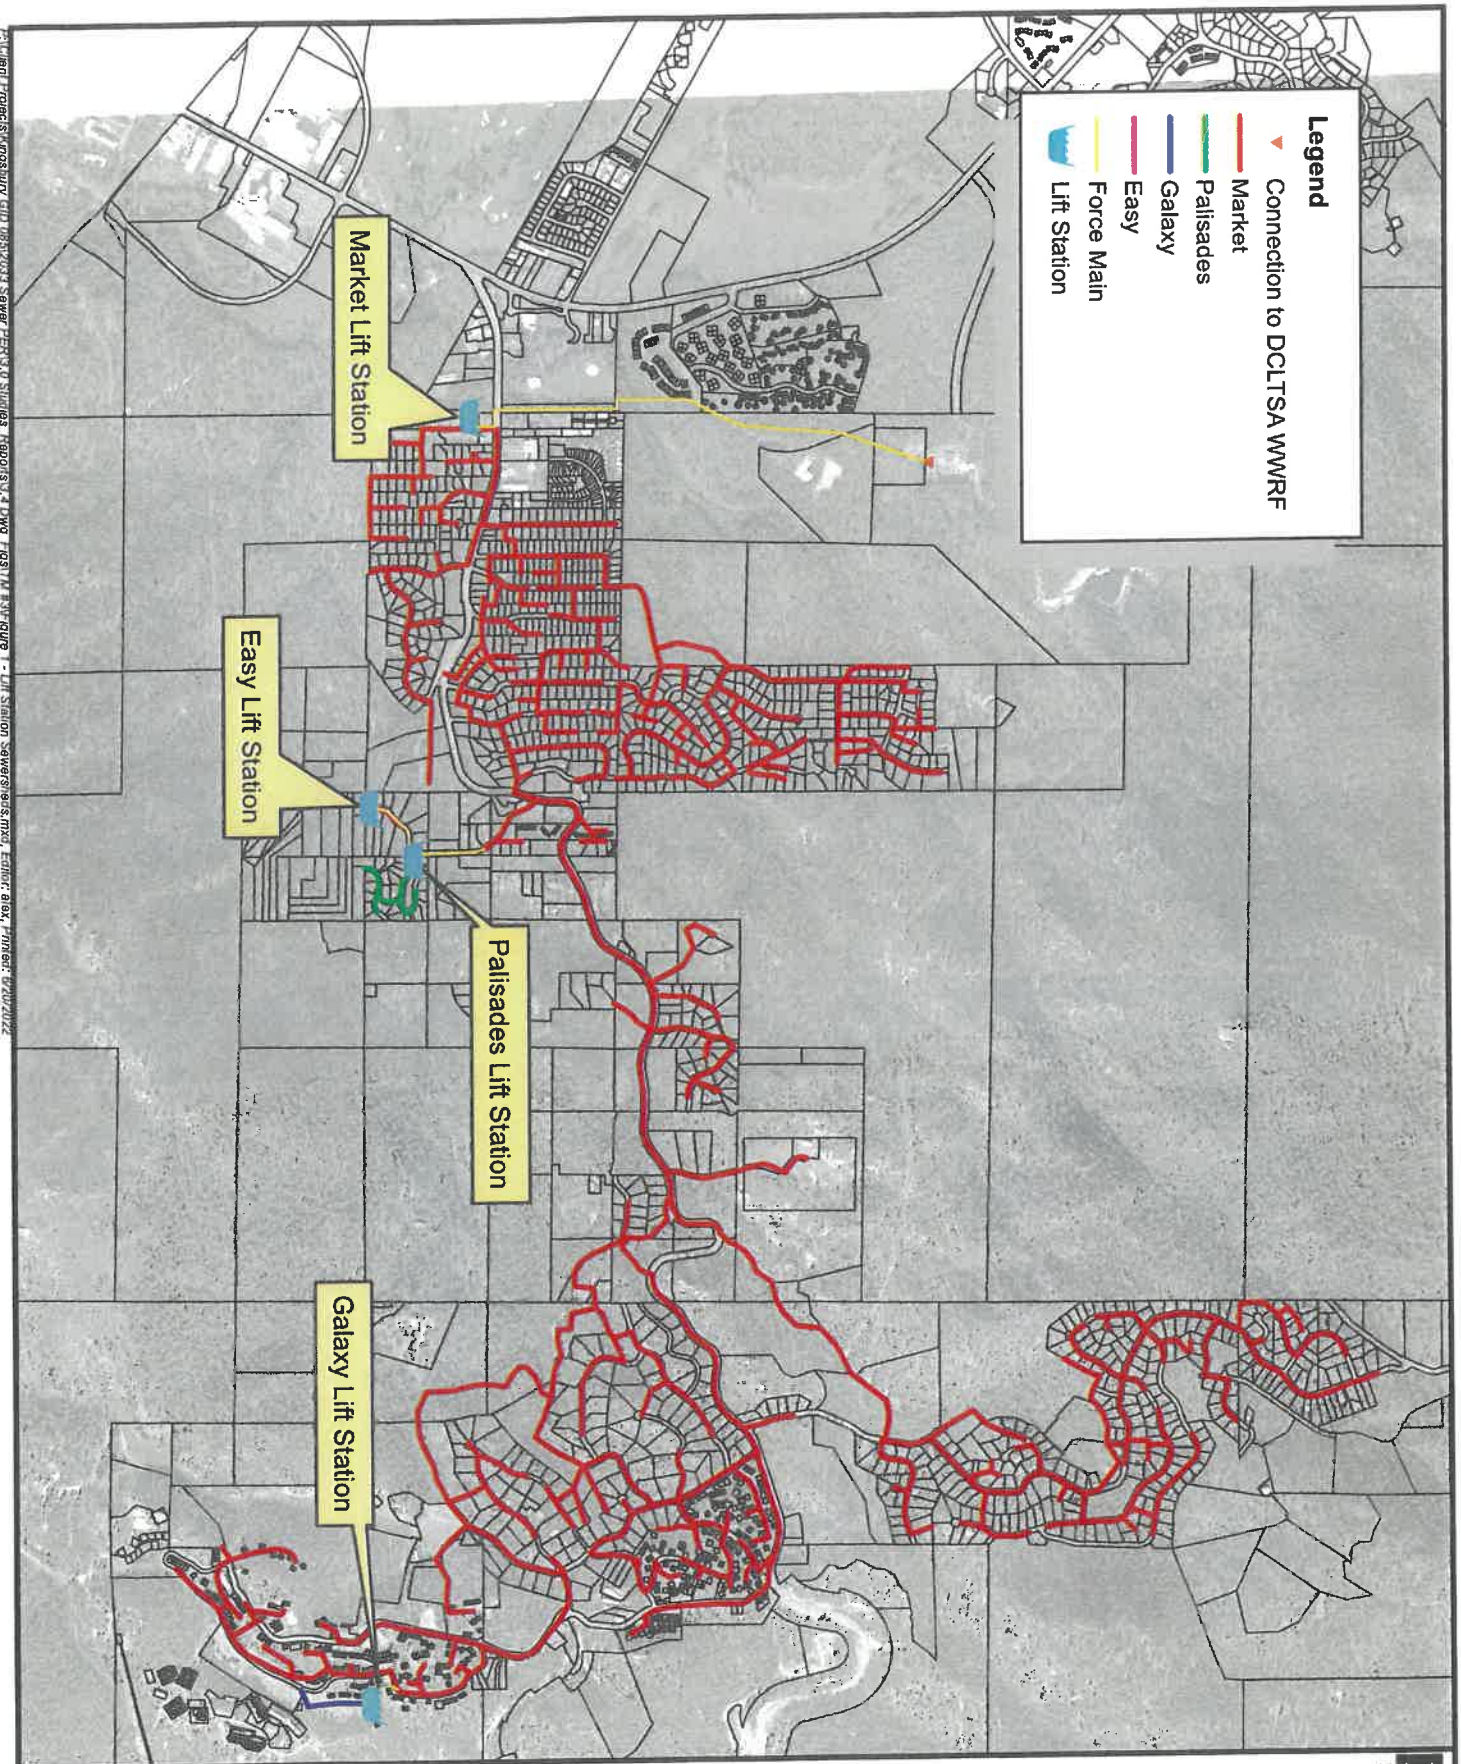 Legend
Connection to DCLTSA WWRF
Market
Palisades
Galaxy
Easy
Force Main
Lift Station
Market Lift Station
Easy Lift Station
Palisades Lift Station
Galaxy Lift Station